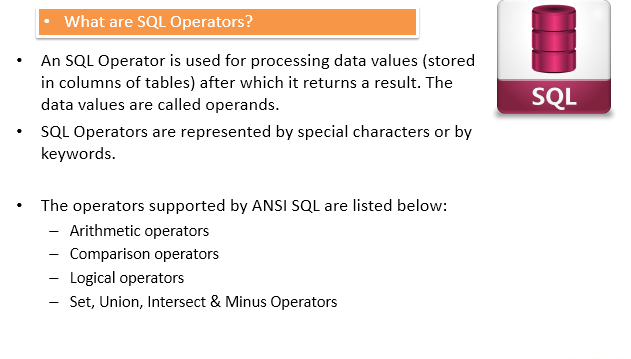 • What are SQL Operators?
• An SQL Operator is used for processing data values (stored
in columns of tables) after which it returns a result. The
data values are called operands.
• SQL Operators are represented by special characters or by
keywords.
• The operators supported by ANSI SQL are listed below:
– Arithmetic operators
– Comparison operators
– Logical operators
– Set, Union, Intersect & Minus Operators
SQL